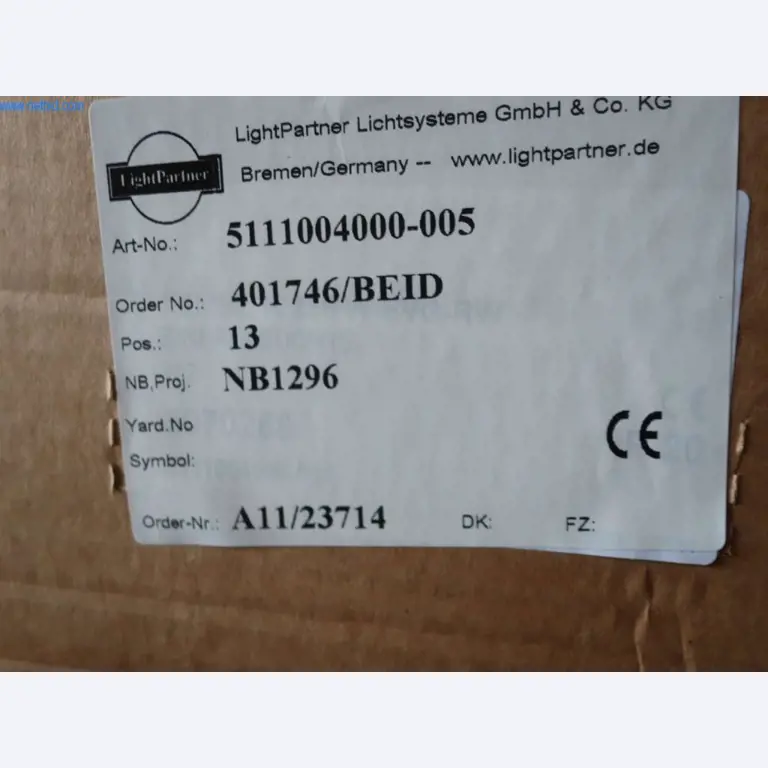 LightPartner Lichtsysteme GmbH & Co. KG
LightPartner
Bremen/Germany -- www.lightpartner.de
Art-No.: 5111004000-005
Order No.: 401746/BEID
Pos.: 13
NB,Proj. NB1296
Yard.No
Symbol:
CE
Order-Nr.: A11/23714 DK: FZ: